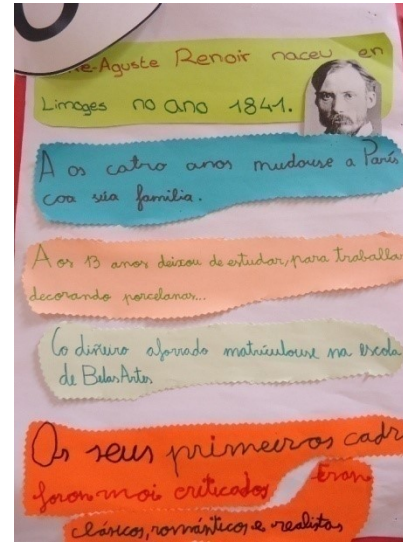 e-Aguste Renoir naceu en
Limoges no ano 1841.
A os catro anos mudouse a París
coa súa familia.
A os 13 anos deixou de estudar, para traballar
decorando porcelanas...
Co diñeiro aforrado matriculouse na escola
de Belas Artes
Os seus primeiros cadr
foron moi criticados Eran
clásicos, románticos e realistas